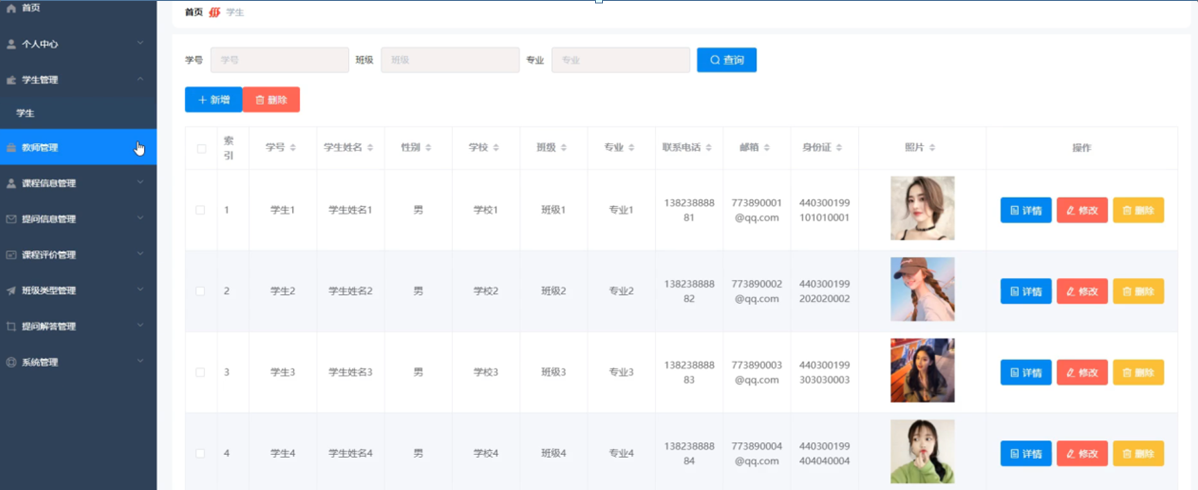 首页
个人中心
学生管理
学生
教师管理
课程信息管理
提问信息管理
课程评价管理
班级类型管理
提问解答管理
系统管理
首页 学生
学号 学号 班级 班级 专业 专业 查询
新增 删除
索引 学号 学生姓名 性别 学校 班级 专业 联系电话 邮箱 身份证 照片 操作
1 学生1 学生姓名1 男 学校1 班级1 专业1 13823888881 773890001@qq.com 440300199101010001 详情 修改 删除
2 学生2 学生姓名2 男 学校2 班级2 专业2 13823888882 773890002@qq.com 440300199202020002 详情 修改 删除
3 学生3 学生姓名3 男 学校3 班级3 专业3 13823888883 773890003@qq.com 440300199303030003 详情 修改 删除
4 学生4 学生姓名4 男 学校4 班级4 专业4 13823888884 773890004@qq.com 440300199404040004 详情 修改 删除